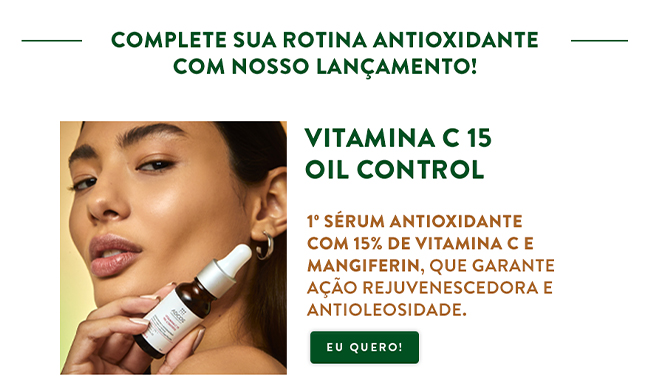 COMPLETE SUA ROTINA ANTIOXIDANTE
COM NOSSO LANÇAMENTO!
VITAMINA C 15
OIL CONTROL
1º SÉRUM ANTIOXIDANTE
COM 15% DE VITAMINA C E
MANGIFERIN, QUE GARANTE
AÇÃO REJUVENESCEDORA E
ANTIOLEOSIDADE.
EU QUERO!
ADCOS